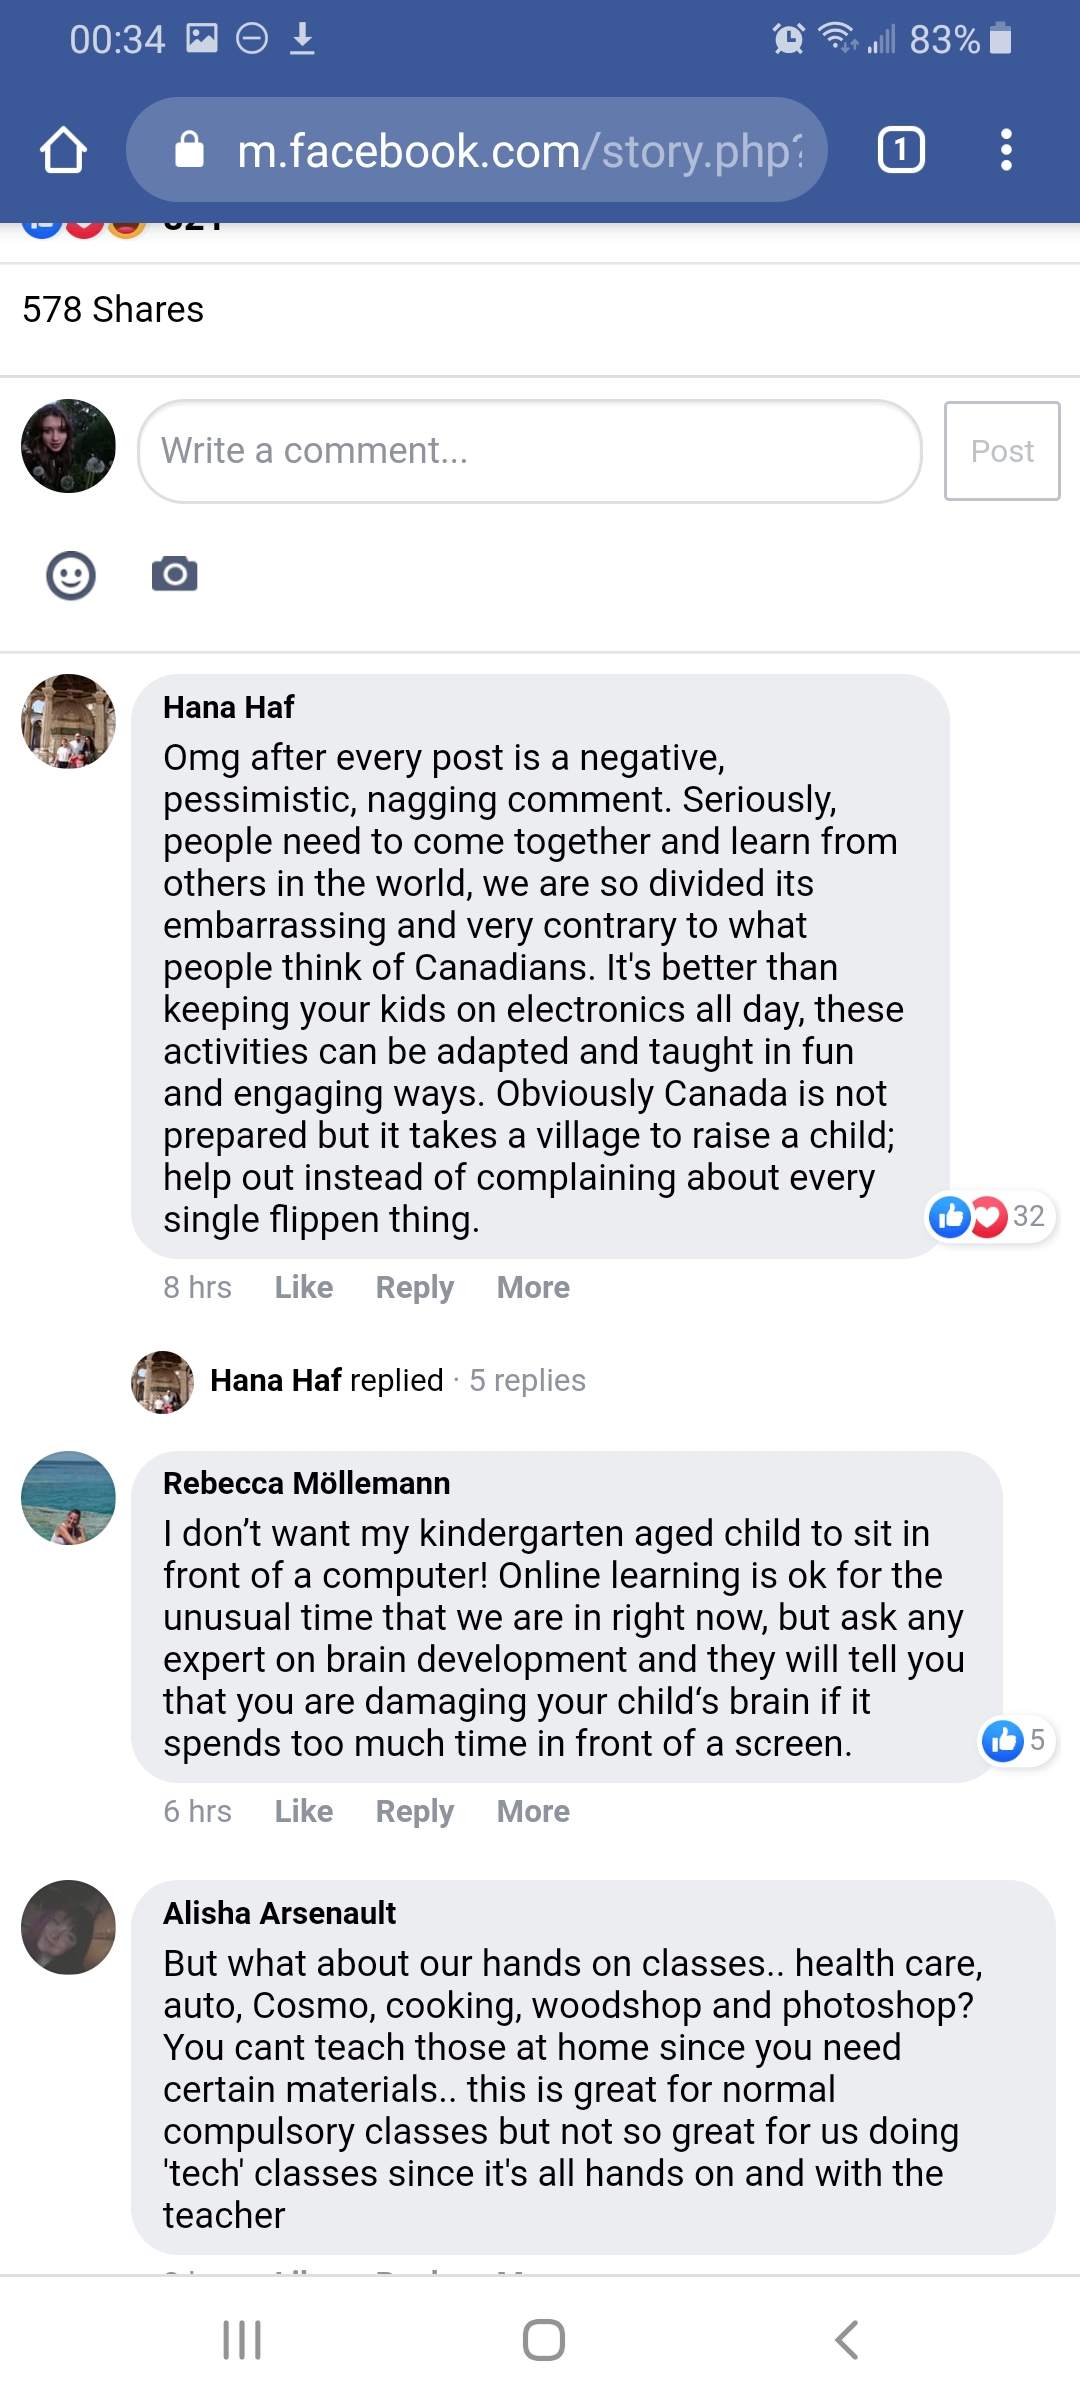 00:34
83%
m.facebook.com/story.php?
1
578 Shares
Write a comment...
Post
Hana Haf
Omg after every post is a negative,
pessimistic, nagging comment. Seriously,
people need to come together and learn from
others in the world, we are so divided its
embarrassing and very contrary to what
people think of Canadians. It's better than
keeping your kids on electronics all day, these
activities can be adapted and taught in fun
and engaging ways. Obviously Canada is not
prepared but it takes a village to raise a child;
help out instead of complaining about every
single flippen thing.
32
8 hrs Like Reply More
Hana Haf replied · 5 replies
Rebecca Möllemann
I don’t want my kindergarten aged child to sit in
front of a computer! Online learning is ok for the
unusual time that we are in right now, but ask any
expert on brain development and they will tell you
that you are damaging your child‘s brain if it
spends too much time in front of a screen.
5
6 hrs Like Reply More
Alisha Arsenault
But what about our hands on classes.. health care,
auto, Cosmo, cooking, woodshop and photoshop?
You cant teach those at home since you need
certain materials.. this is great for normal
compulsory classes but not so great for us doing
'tech' classes since it's all hands on and with the
teacher